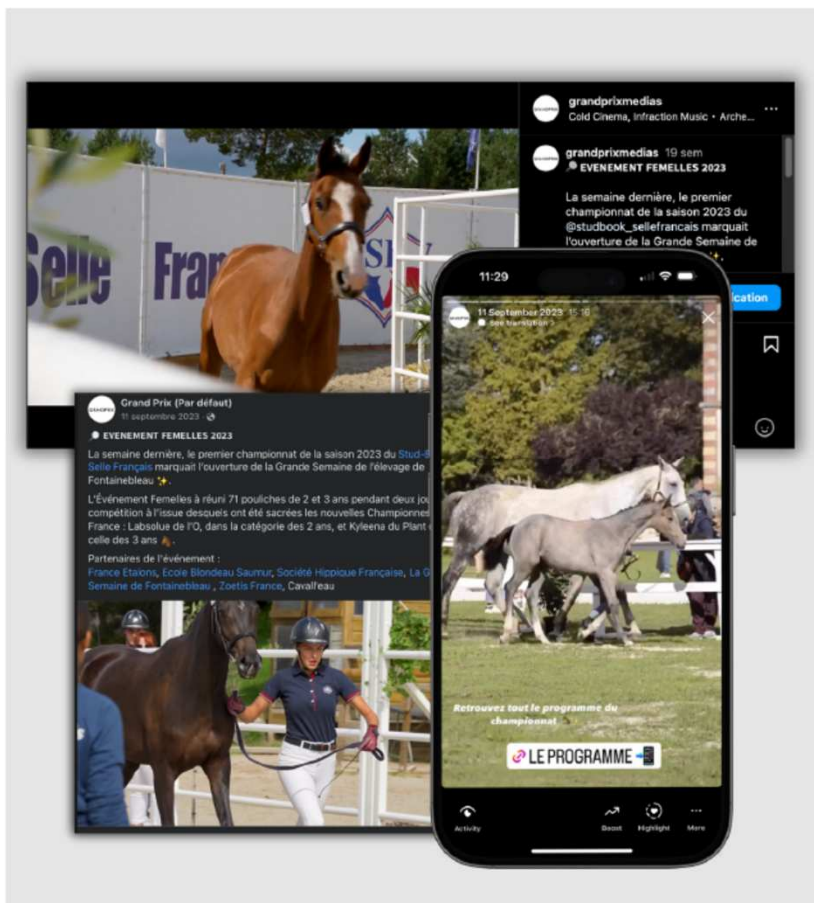 grandprixmedias
Cold Cinema, Infraction Music • Arche...
grandprixmedias 19 sem
EVENEMENT FEMELLES 2023
La semaine dernière, le premier
championnat de la saison 2023 du
@studbook_sellefrancais marquait
l'ouverture de la Grande Semaine de
Selle Fran
GRANDPRIX
Grand Prix (Par défaut)
11 septembre 2023
EVENEMENT FEMELLES 2023
La semaine dernière, le premier championnat de la saison 2023 du Stud-B
Selle Français marquait l'ouverture de la Grande Semaine de l'élevage de
Fontainebleau ✨.
L'Événement Femelles à réuni 71 pouliches de 2 et 3 ans pendant deux jou
compétition à l'issue desquels ont été sacrées les nouvelles Championnes
France : Labsolue de l'O, dans la catégorie des 2 ans, et Kyleena du Plant
celle des 3 ans 🐴.
Partenaires de l'événement :
France Etalons, Ecole Blondeau Saumur, Société Hippique Française, La G
Semaine de Fontainebleau , Zoetis France, Cavall'eau
11:29
11 September 2023 15:16
See translation >
Retrouvez tout le programme du
championnat
LE PROGRAMME
Activity
Boost
Highlight
More
ication